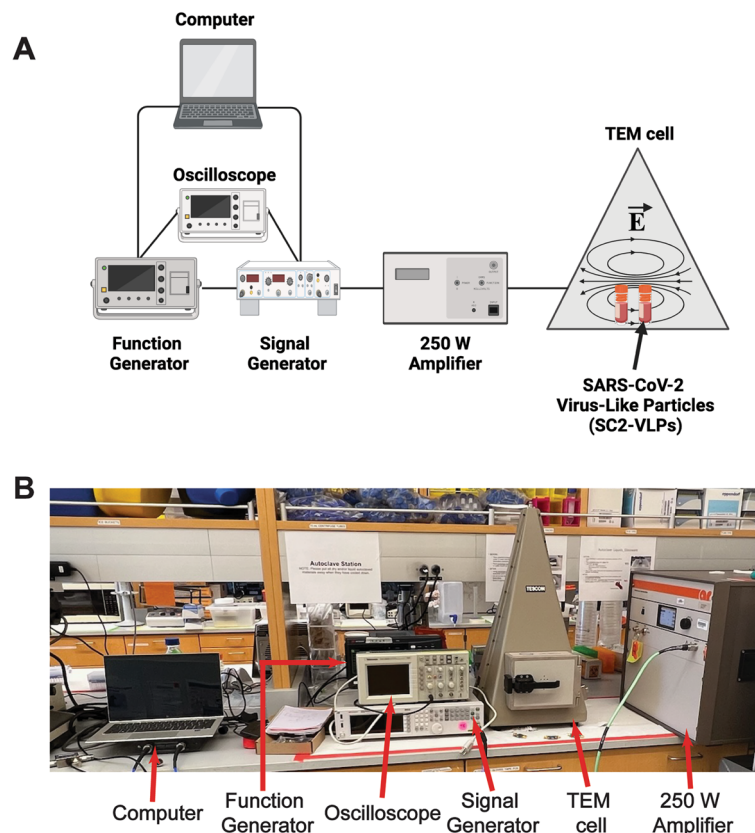 A
Computer
Oscilloscope
TEM cell
E
Function
Generator
Signal
Generator
250 W
Amplifier
SARS-CoV-2
Virus-Like Particles
(SC2-VLPs)
B
Autoclave Station
TESCOM
Computer
Function
Generator
Oscilloscope
Signal
Generator
TEM
cell
250 W
Amplifier